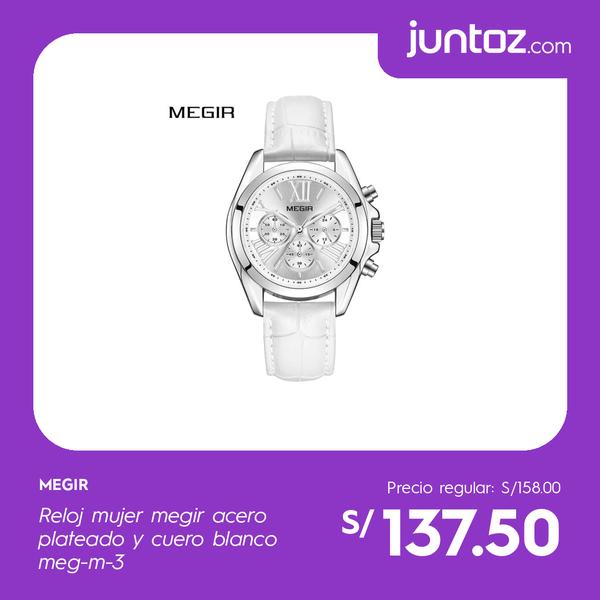 juntoz.com
MEGIR
XII
MEGIR
MEGIR
Precio regular: S/158.00
Reloj mujer megir acero
plateado y cuero blanco
meg-m-3
S/137.50